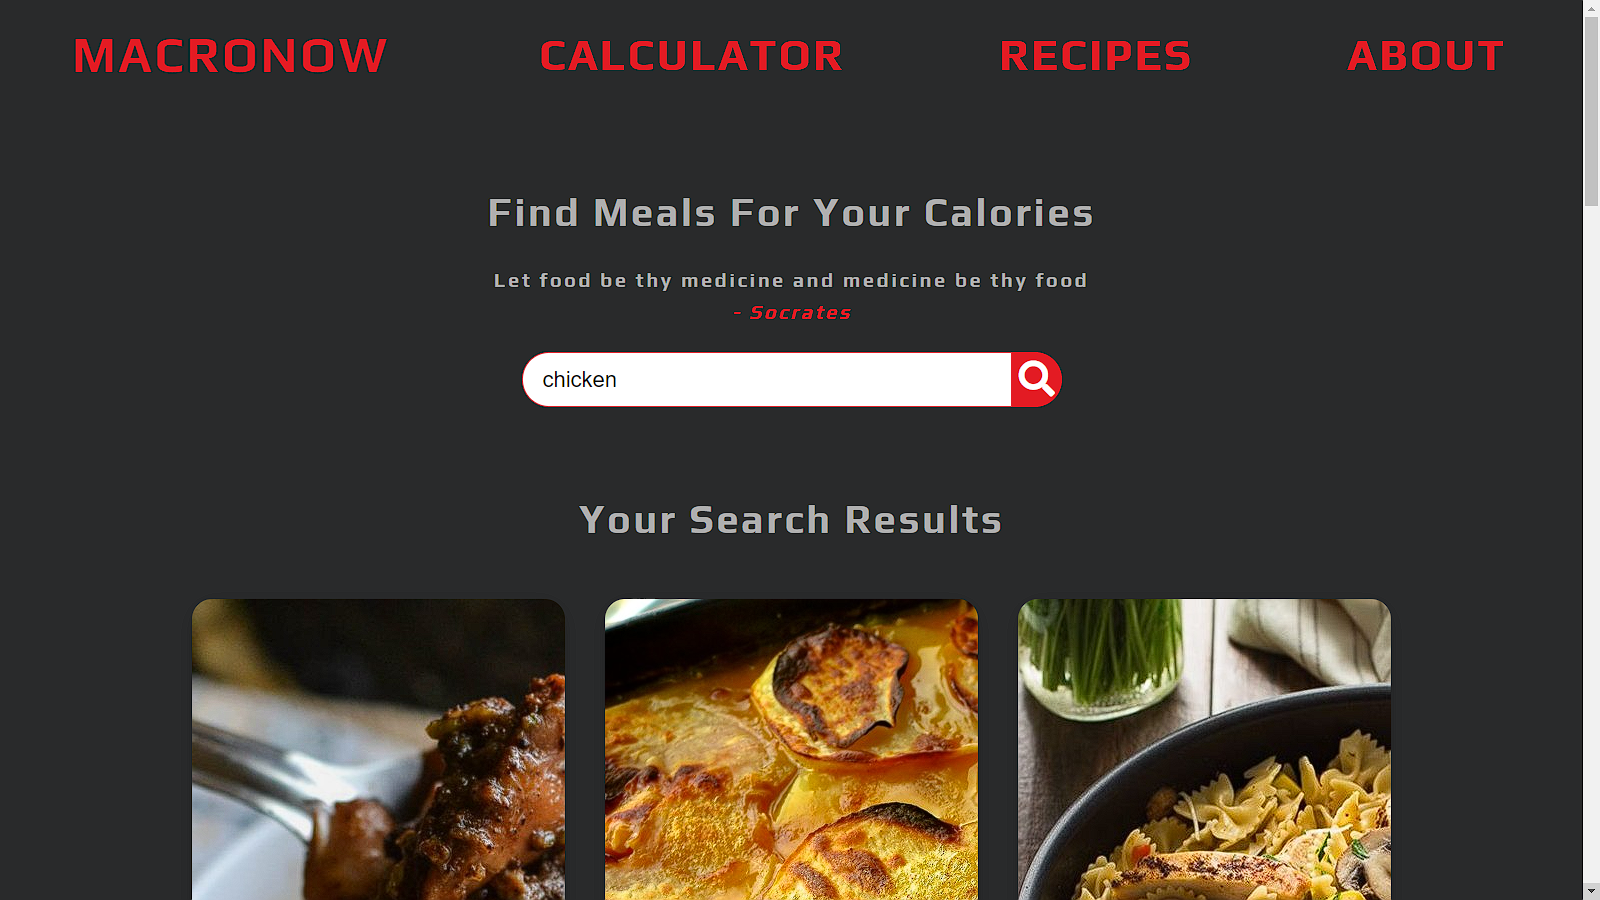 MACRONOW CALCULATOR RECIPES ABOUT
Find Meals For Your Calories
Let food be thy medicine and medicine be thy food
- Socrates
chicken
Your Search Results